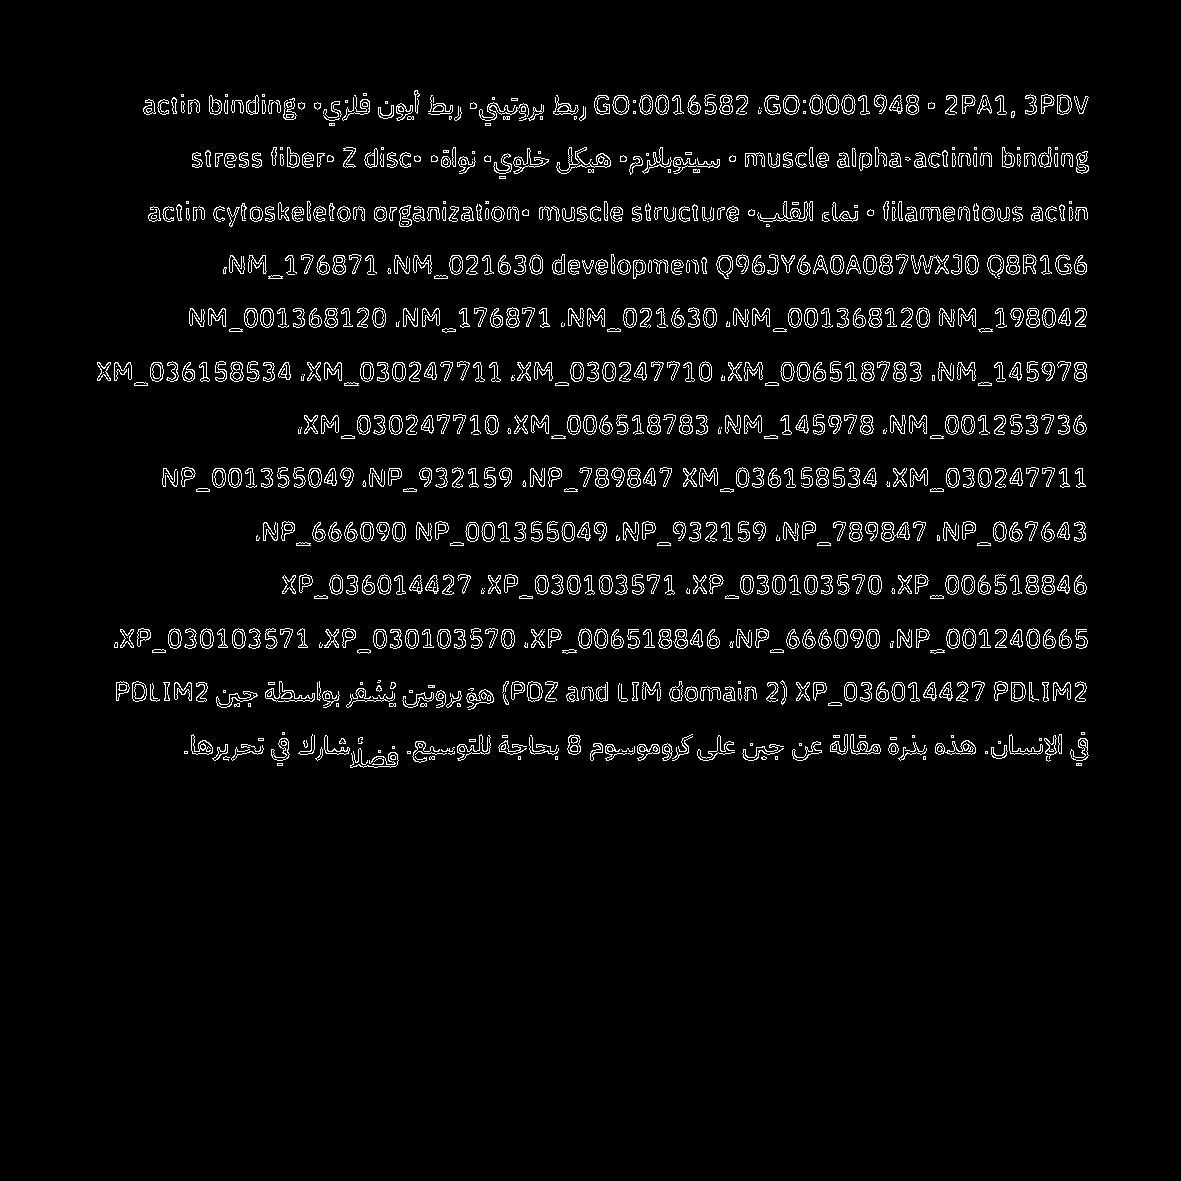 2PA1, 3PDV • GO:0001948، GO:0016582 ربط بروتيني• ربط أيون فلزي• •actin binding
muscle alpha-actinin binding • سيتوبلازم• هيكل خلوي• نواة• •Z disc •stress fiber
filamentous actin • نماء القلب• muscle structure •actin cytoskeleton organization
NM_021630 development Q96JY6A0A087WXJ0 Q8R1G6، NM_176871،
NM_001368120 NM_198042، NM_021630، NM_176871، NM_001368120
NM_145978، XM_006518783، XM_030247710، XM_030247711، XM_036158534
NM_001253736، NM_145978، XM_006518783، XM_030247710،
XM_030247711، NP_789847 XM_036158534، NP_932159، NP_001355049
NP_067643، NP_789847، NP_932159، NP_666090 NP_001355049،
XP_006518846، XP_030103570، XP_030103571، XP_036014427
NP_001240665، NP_666090، XP_006518846، XP_030103570، XP_030103571،
XP_036014427 PDLIM2 (PDZ and LIM domain 2) هوَ بروتين يُشَفر بواسطة جين PDLIM2
في الإنسان. هذه بذرة مقالة عن جين على كروموسوم 8 بحاجة للتوسيع. فضلًا شارك في تحريرها.